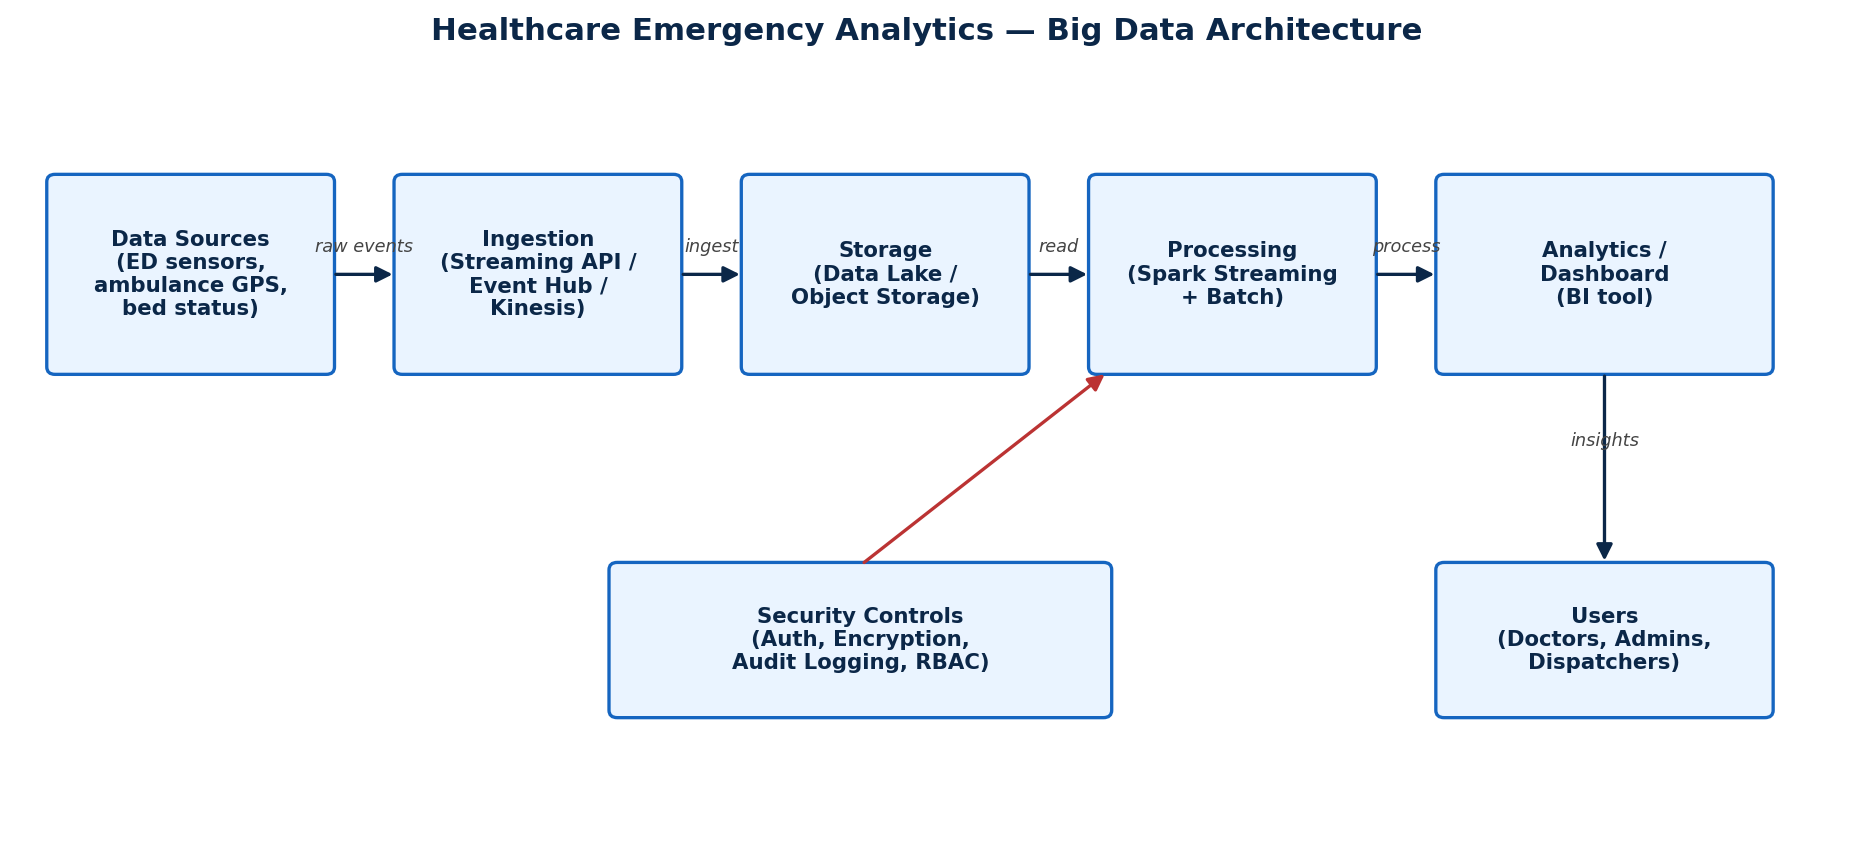 Healthcare Emergency Analytics — Big Data Architecture
Data Sources
(ED sensors,
ambulance GPS,
bed status)
raw events
Ingestion
(Streaming API /
Event Hub /
Kinesis)
ingest
Storage
(Data Lake /
Object Storage)
read
Processing
(Spark Streaming
+ Batch)
process
Analytics /
Dashboard
(BI tool)
insights
Security Controls
(Auth, Encryption,
Audit Logging, RBAC)
Users
(Doctors, Admins,
Dispatchers)